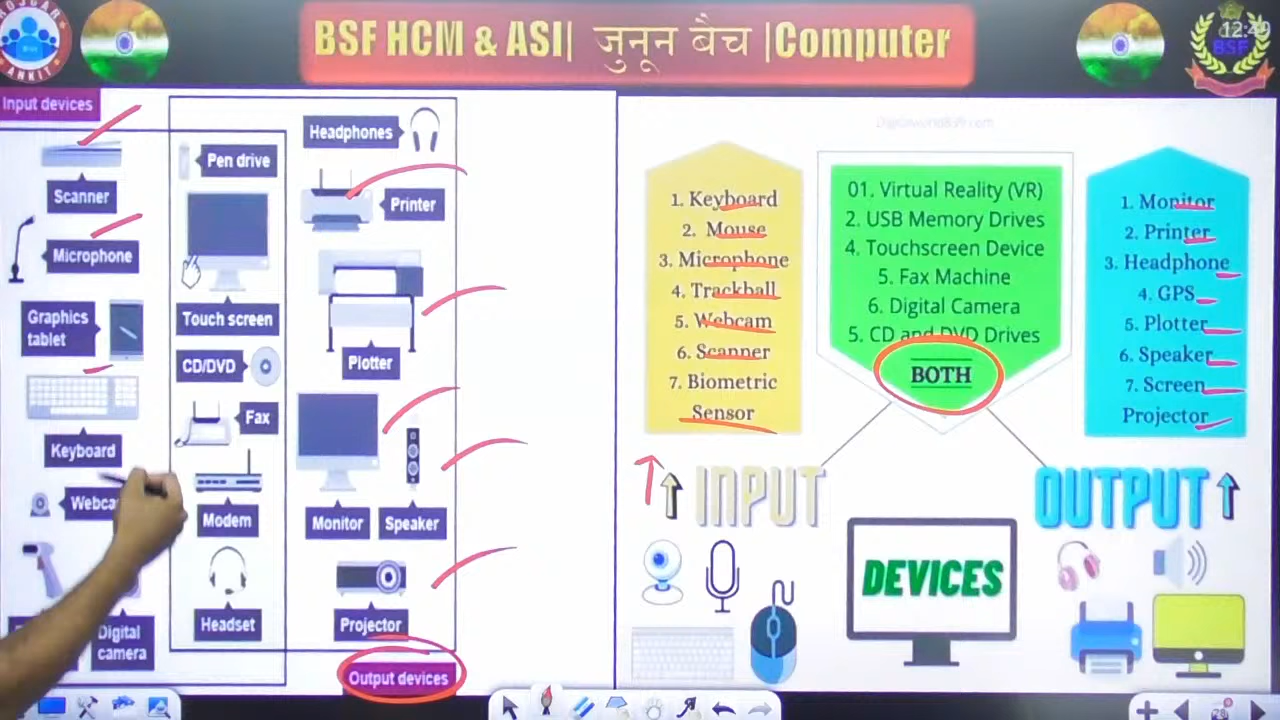 BSF HCM & ASI| जुनून बैच |Computer
12:49
BSF
ANKIT
Input devices
Scanner
Microphone
Graphics
tablet
Keyboard
Digital
camera
Pen drive
Touch screen
CD/DVD
Fax
Modem
Headset
Headphones
Printer
Plotter
Monitor
Speaker
Projector
Output devices
1. Keyboard
2. Mouse
3. Microphone
4. Trackball
5. Webcam
6. Scanner
7. Biometric
Sensor
01. Virtual Reality (VR)
2. USB Memory Drives
4. Touchscreen Device
5. Fax Machine
6. Digital Camera
5. CD and DVD Drives
BOTH
1. Monitor
2. Printer
3. Headphone
4. GPS
5. Plotter
6. Speaker
7. Screen
Projector
INPUT
OUTPUT
DEVICES